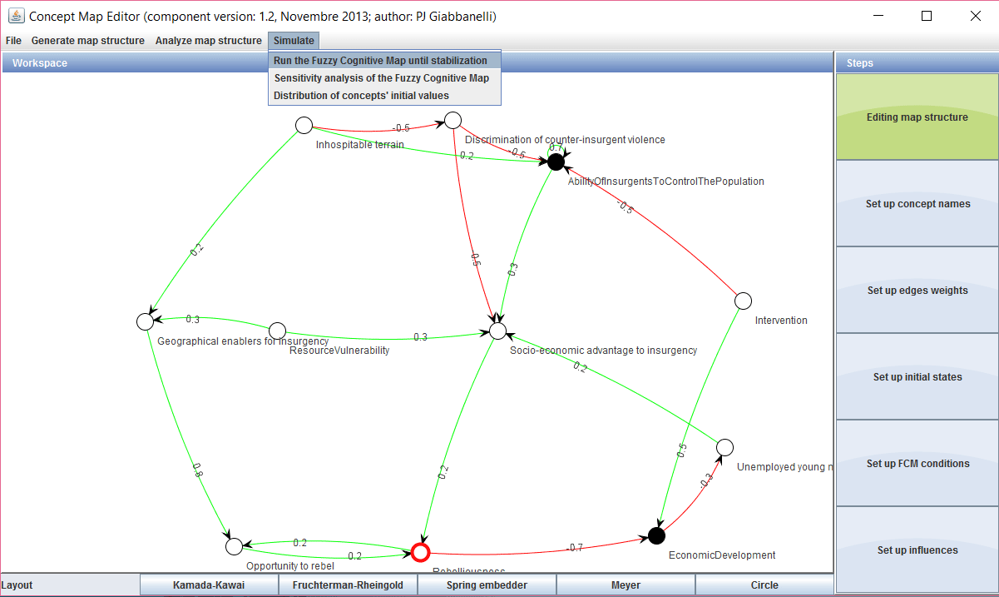 Concept Map Editor (component version: 1.2, Novembre 2013; author: PJ Giabbanelli)
File Generate map structure Analyze map structure Simulate
Workspace
Run the Fuzzy Cognitive Map until stabilization
Sensitivity analysis of the Fuzzy Cognitive Map
Distribution of concepts' initial values
Steps
Editing map structure
Set up concept names
Set up edges weights
Set up initial states
Set up FCM conditions
Set up influences
-0.5
Discrimination of counter-insurgent violence
Inhospitable terrain
0.2
-0.6
0.7
AbilityOfInsurgentsToControlThePopulation
-0.5
0.2
0.5
0.3
Intervention
0.3
Geographical enablers for insurgency
ResourceVulnerability
0.3
Socio-economic advantage to insurgency
0.2
0.5
Unemployed young
0.8
0.2
-0.3
0.2
0.2
-0.7
Opportunity to rebel
EconomicDevelopment
Rebelliousness
Layout
Kamada-Kawai
Fruchterman-Rheingold
Spring embedder
Meyer
Circle